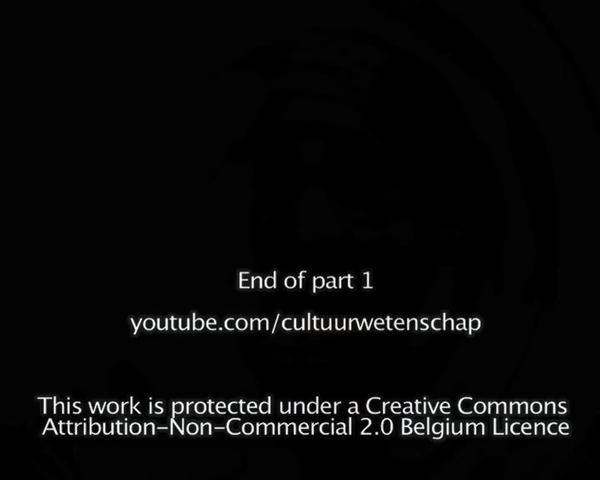 End of part 1
youtube.com/cultuurwetenschap
This work is protected under a Creative Commons
Attribution-Non-Commercial 2.0 Belgium Licence